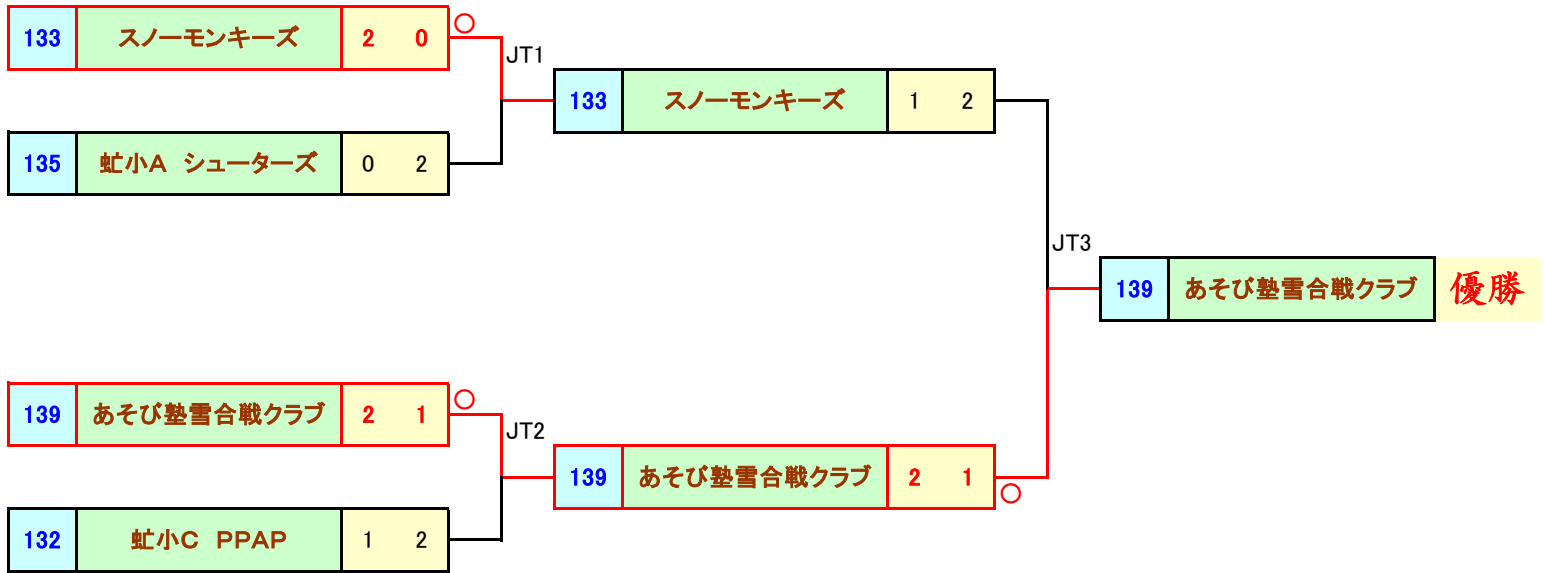 133 スノーモンキーズ 2 0 ○
JT1
133 スノーモンキーズ 1 2
135 虻小A シューターズ 0 2
JT3
139 あそび塾雪合戦クラブ 優勝
139 あそび塾雪合戦クラブ 2 1 ○
JT2
139 あそび塾雪合戦クラブ 2 1 ○
132 虻小C PPAP 1 2